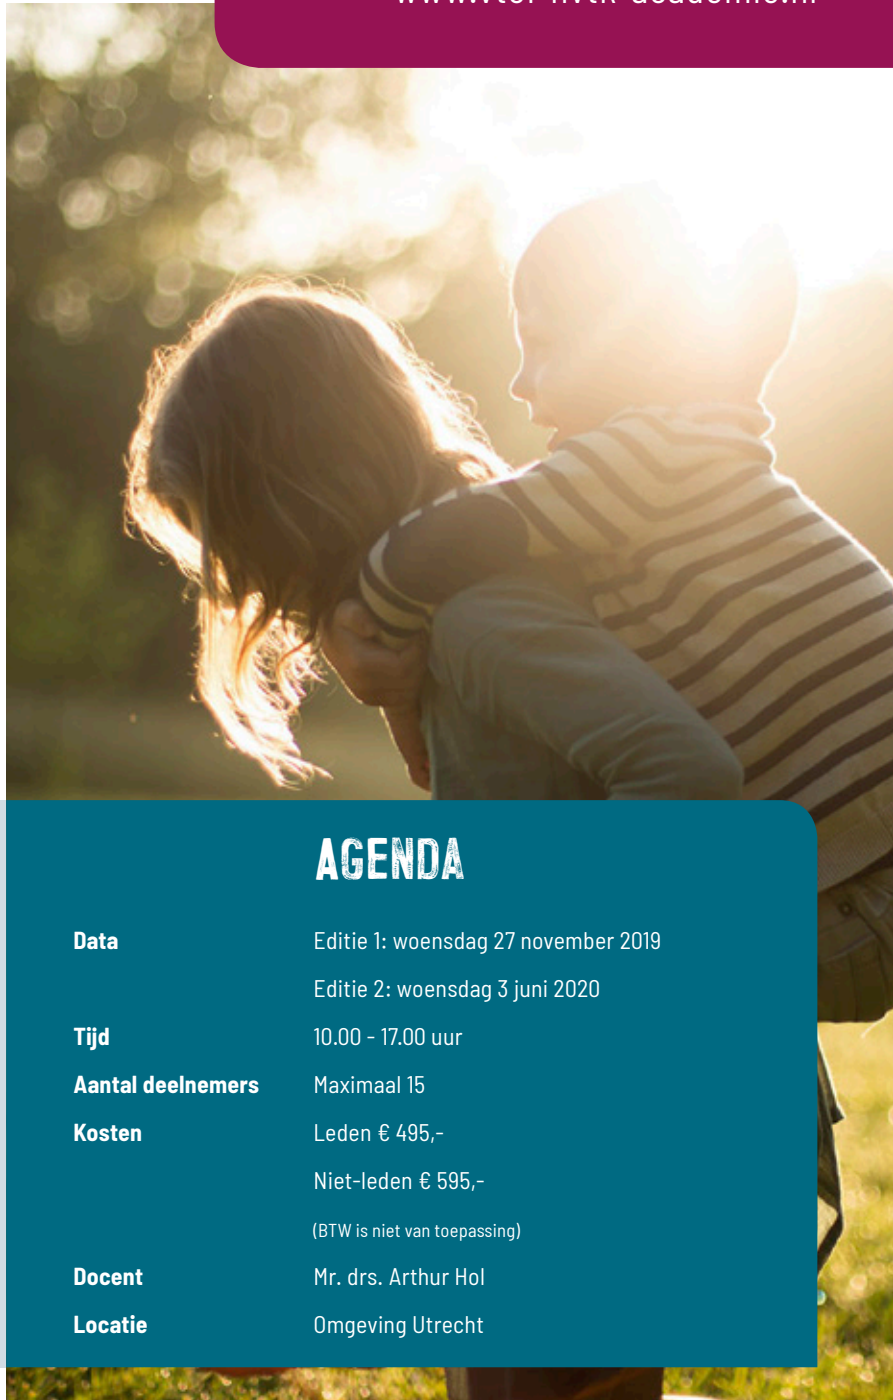 AGENDA
Data Editie 1: woensdag 27 november 2019
Editie 2: woensdag 3 juni 2020
Tijd 10.00 - 17.00 uur
Aantal deelnemers Maximaal 15
Kosten Leden € 495,-
Niet-leden € 595,-
(BTW is niet van toepassing)
Docent Mr. drs. Arthur Hol
Locatie Omgeving Utrecht